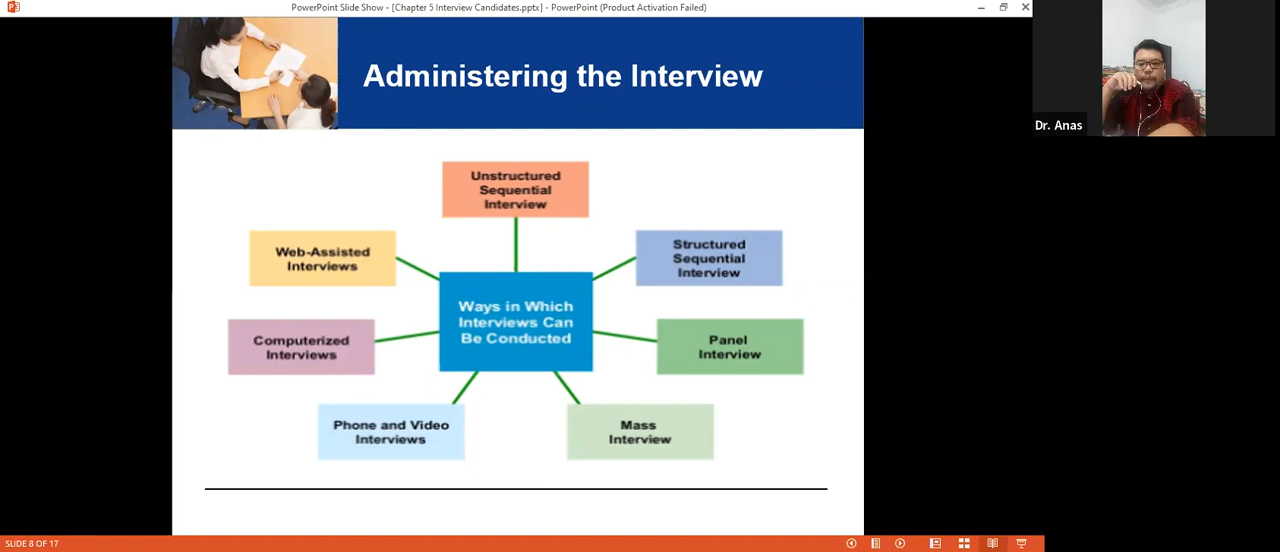 PowerPoint Slide Show - [Chapter 5 Interview Candidates.pptx] - PowerPoint (Product Activation Failed)
Administering the Interview
Dr. Anas
Unstructured
Sequential
Interview
Web-Assisted
Interviews
Structured
Sequential
Interview
Ways in Which
Interviews Can
Be Conducted
Computerized
Interviews
Panel
Interview
Phone and Video
Interviews
Mass
Interview
SLIDE 8 OF 17